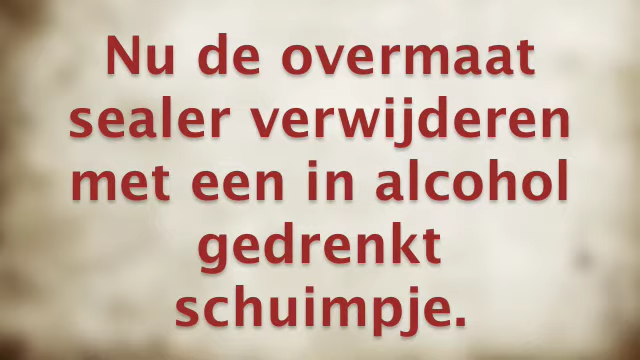 Nu de overmaat
sealer verwijderen
met een in alcohol
gedrenkt
schuimpje.